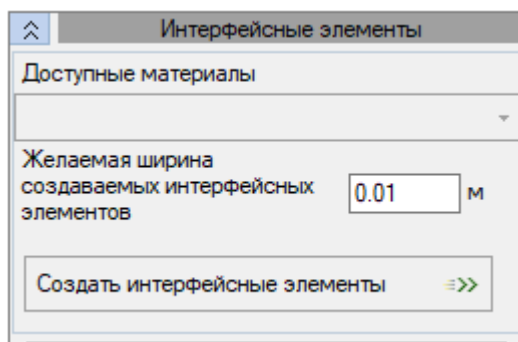 Интерфейсные элементы
Доступные материалы
Желаемая ширина
создаваемых интерфейсных
элементов
0.01 м
Создать интерфейсные элементы